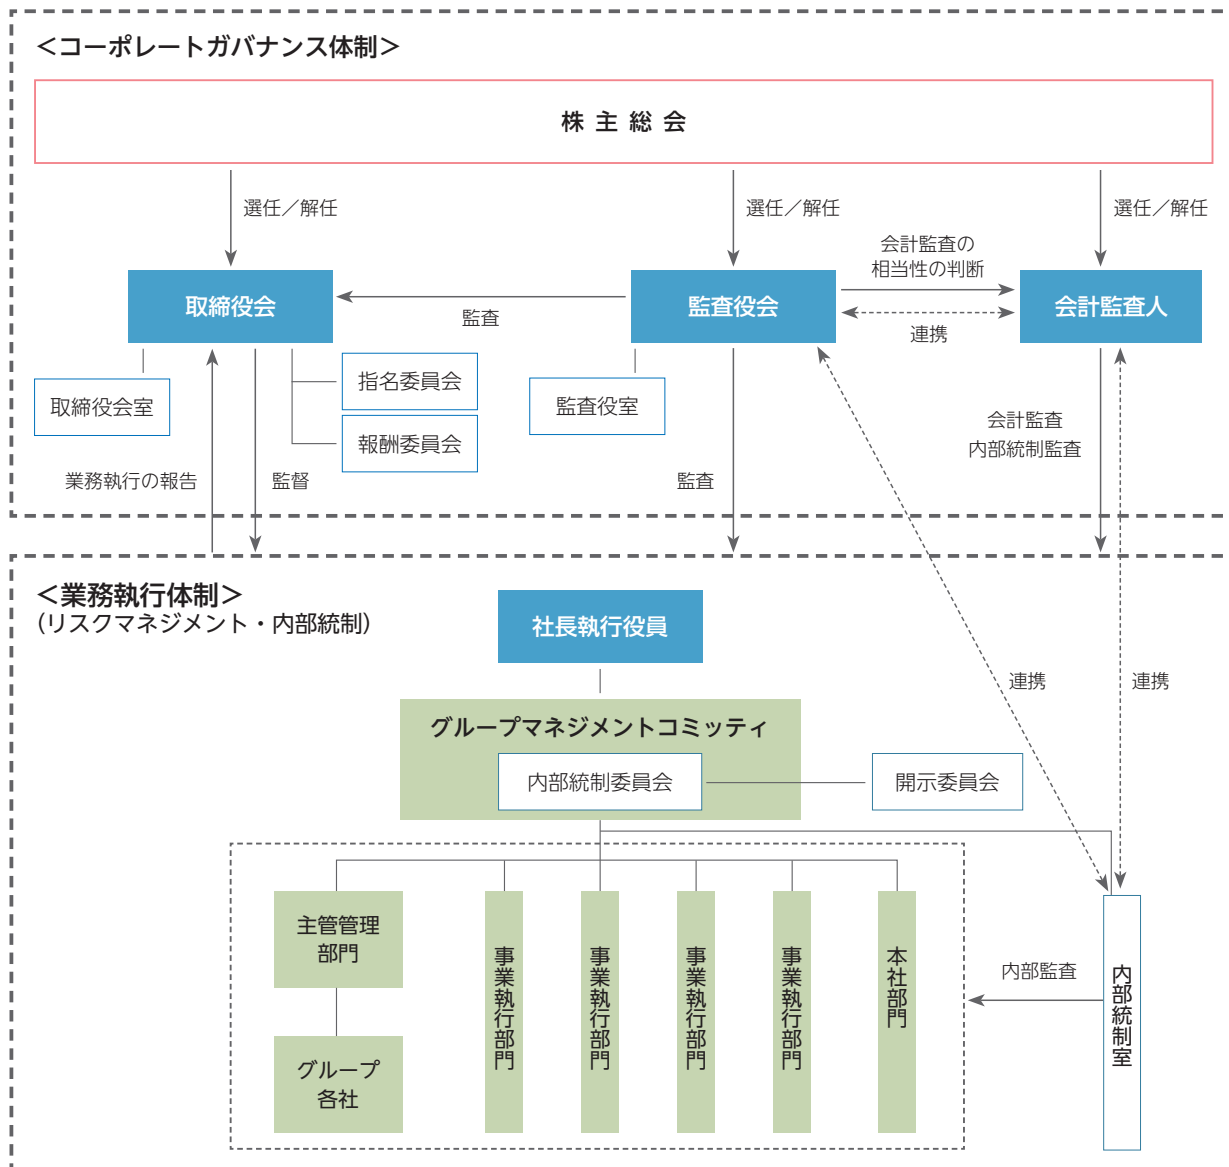 ＜コーポレートガバナンス体制＞
株主総会
選任／解任
選任／解任
選任／解任
会計監査の
相当性の判断
取締役会
監査役会
会計監査人
監査
連携
取締役会室
指名委員会
報酬委員会
監査役室
会計監査
内部統制監査
業務執行の報告
監督
監査
＜業務執行体制＞
（リスクマネジメント・内部統制）
社長執行役員
連携
連携
グループマネジメントコミッティ
内部統制委員会
開示委員会
主管管理
部門
グループ
各社
事業執行部門
事業執行部門
事業執行部門
事業執行部門
本社部門
内部監査
内部統制室